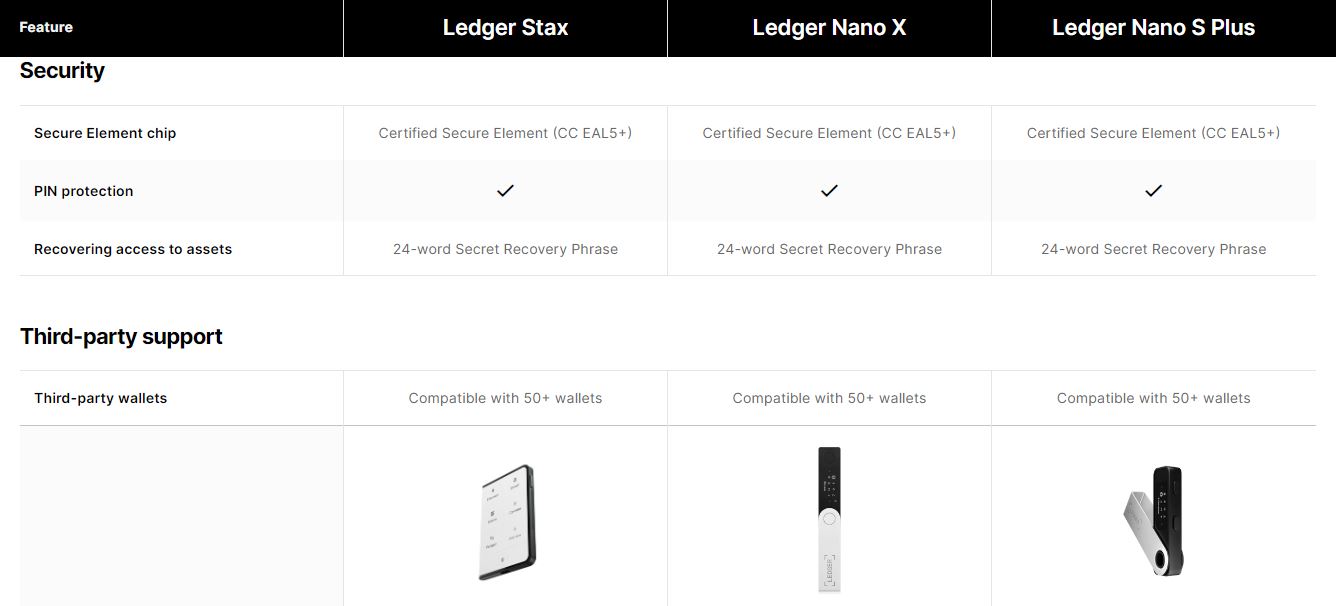 Feature Ledger Stax Ledger Nano X Ledger Nano S Plus
Security
Secure Element chip Certified Secure Element (CC EAL5+) Certified Secure Element (CC EAL5+) Certified Secure Element (CC EAL5+)
PIN protection
Recovering access to assets 24-word Secret Recovery Phrase 24-word Secret Recovery Phrase 24-word Secret Recovery Phrase
Third-party support
Third-party wallets Compatible with 50+ wallets Compatible with 50+ wallets Compatible with 50+ wallets
LEDGER